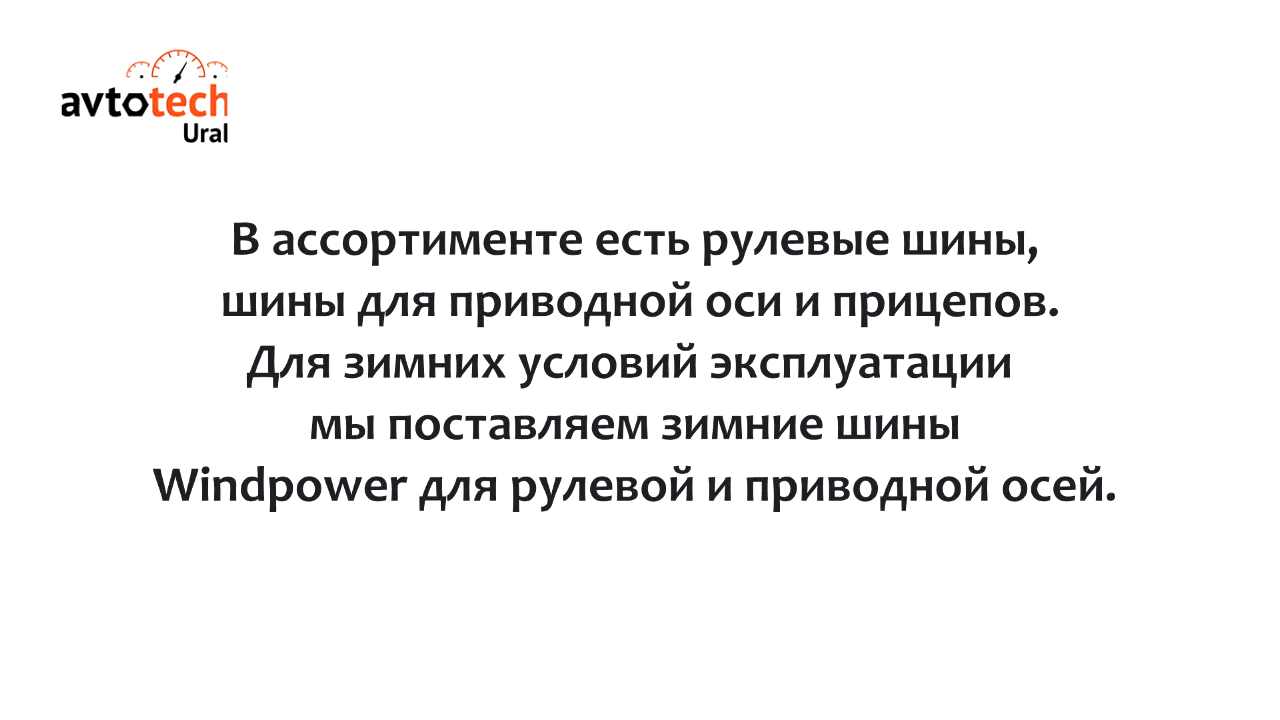 avtotech
Ural
В ассортименте есть рулевые шины,
шины для приводной оси и прицепов.
Для зимних условий эксплуатации
мы поставляем зимние шины
Windpower для рулевой и приводной осей.